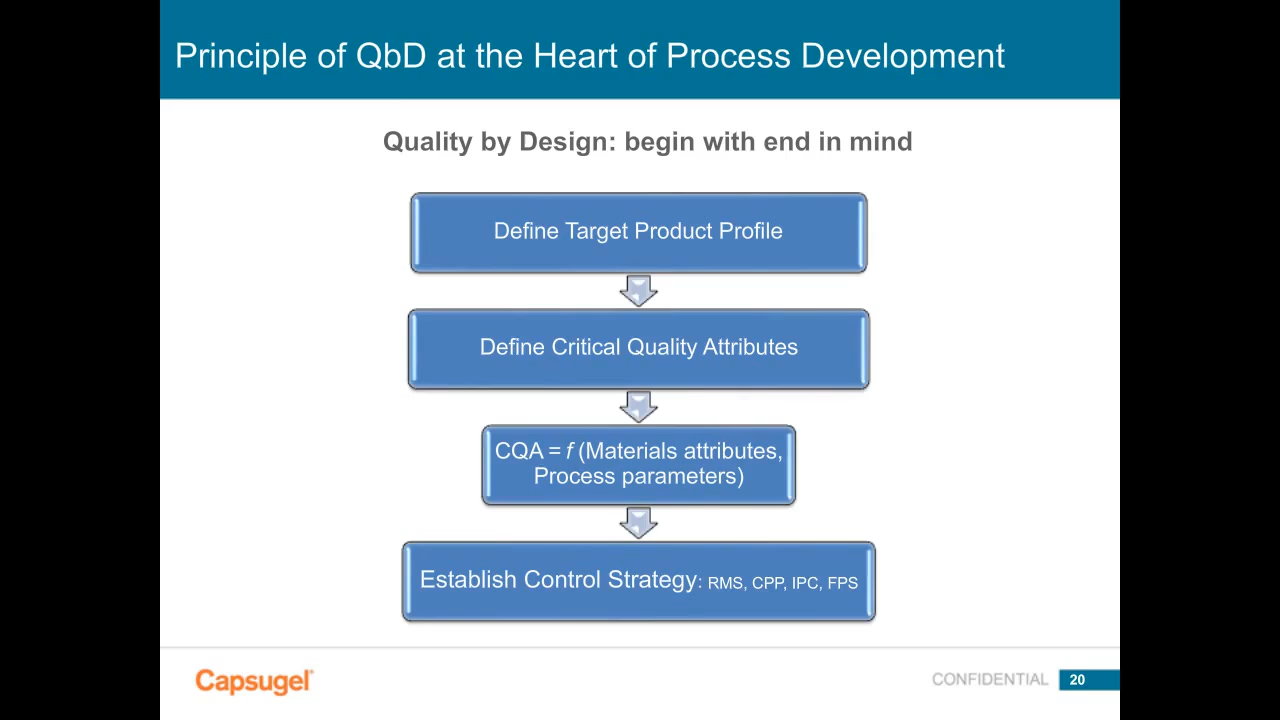 Principle of QbD at the Heart of Process Development
Quality by Design: begin with end in mind
Define Target Product Profile
Define Critical Quality Attributes
CQA = f (Materials attributes,
Process parameters)
Establish Control Strategy: RMS, CPP, IPC, FPS
Capsugel®
CONFIDENTIAL 20